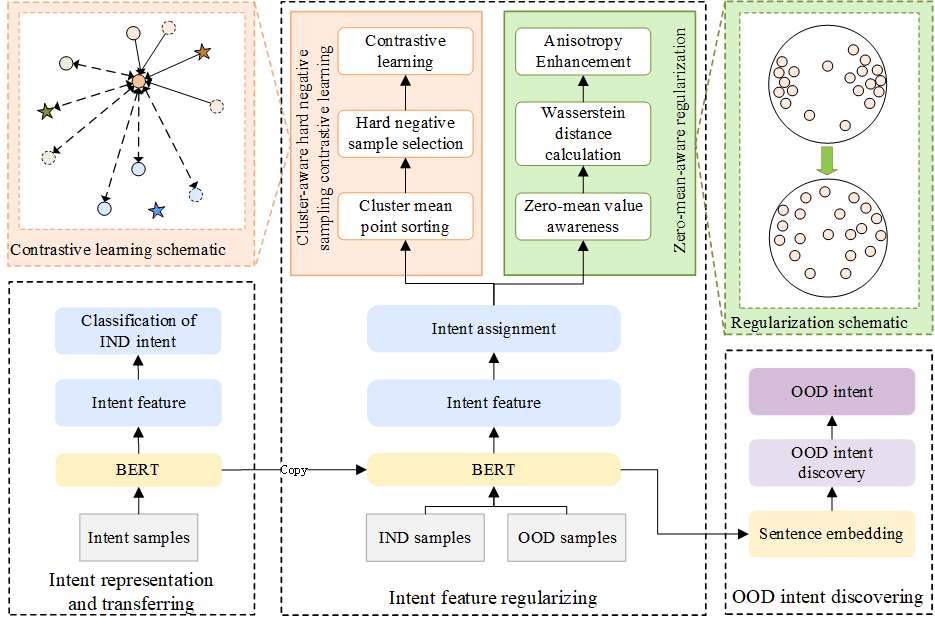 Contrastive learning schematic
Cluster-aware hard negative
sampling contrastive learning
Contrastive
learning
Hard negative
sample selection
Cluster mean
point sorting
Anisotropy
Enhancement
Wasserstein
distance
calculation
Zero-mean value
awareness
Zero-mean-aware regularization
Regularization schematic
Classification of
IND intent
Intent feature
BERT
Intent samples
Intent representation
and transferring
Copy
Intent assignment
Intent feature
BERT
IND samples
OOD samples
Intent feature regularizing
OOD intent
OOD intent
discovery
Sentence embedding
OOD intent discovering